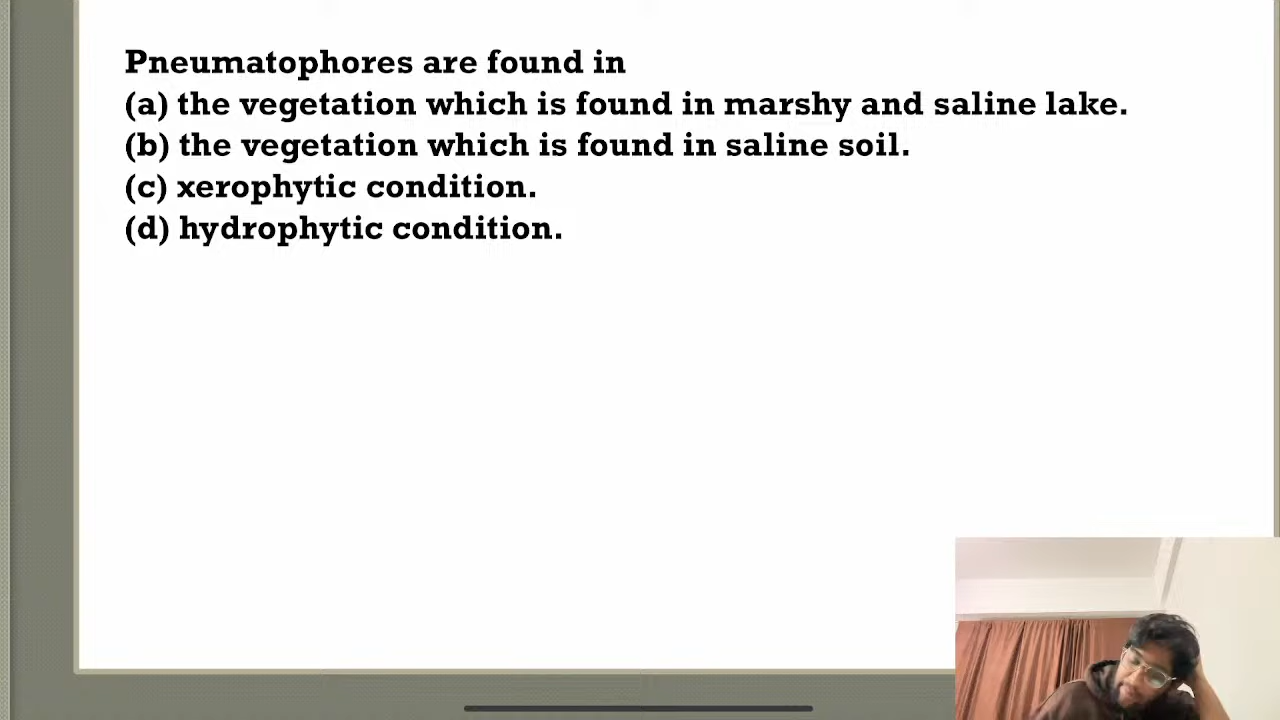 Pneumatophores are found in
(a) the vegetation which is found in marshy and saline lake.
(b) the vegetation which is found in saline soil.
(c) xerophytic condition.
(d) hydrophytic condition.